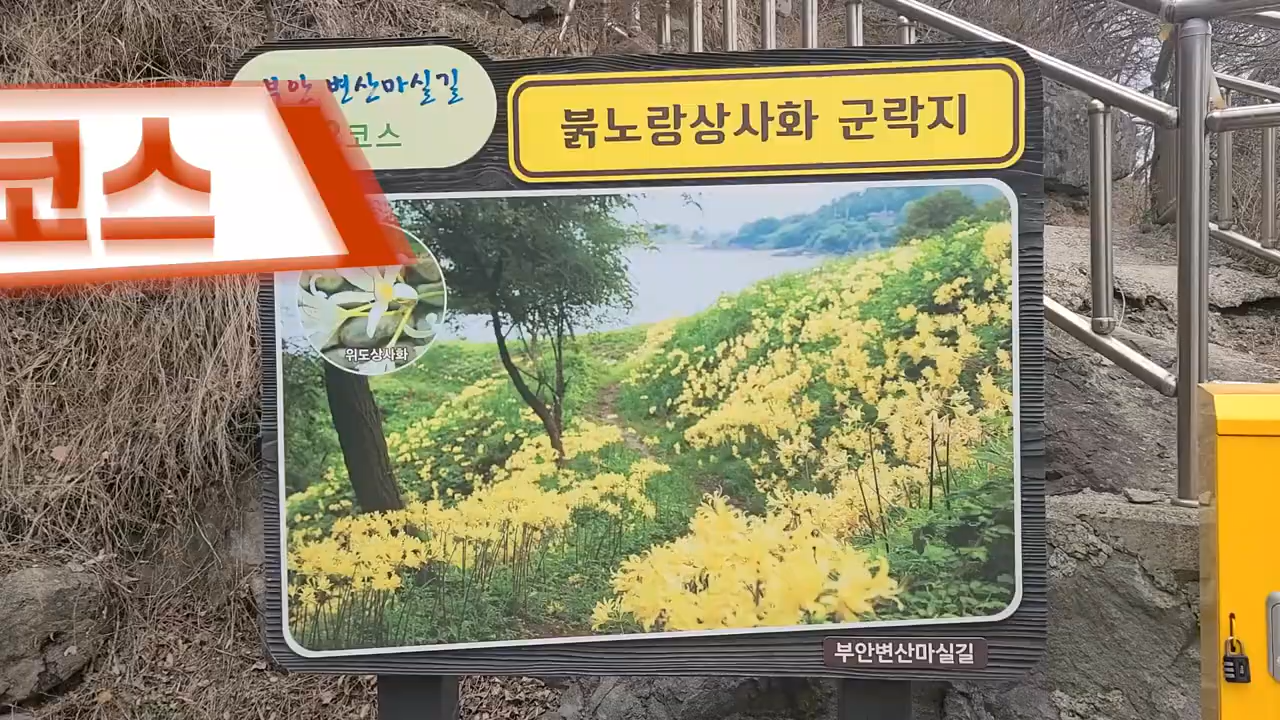 부안 변산마실길
코스
붉노랑상사화 군락지
코스
위도상사화
부안변산마실길